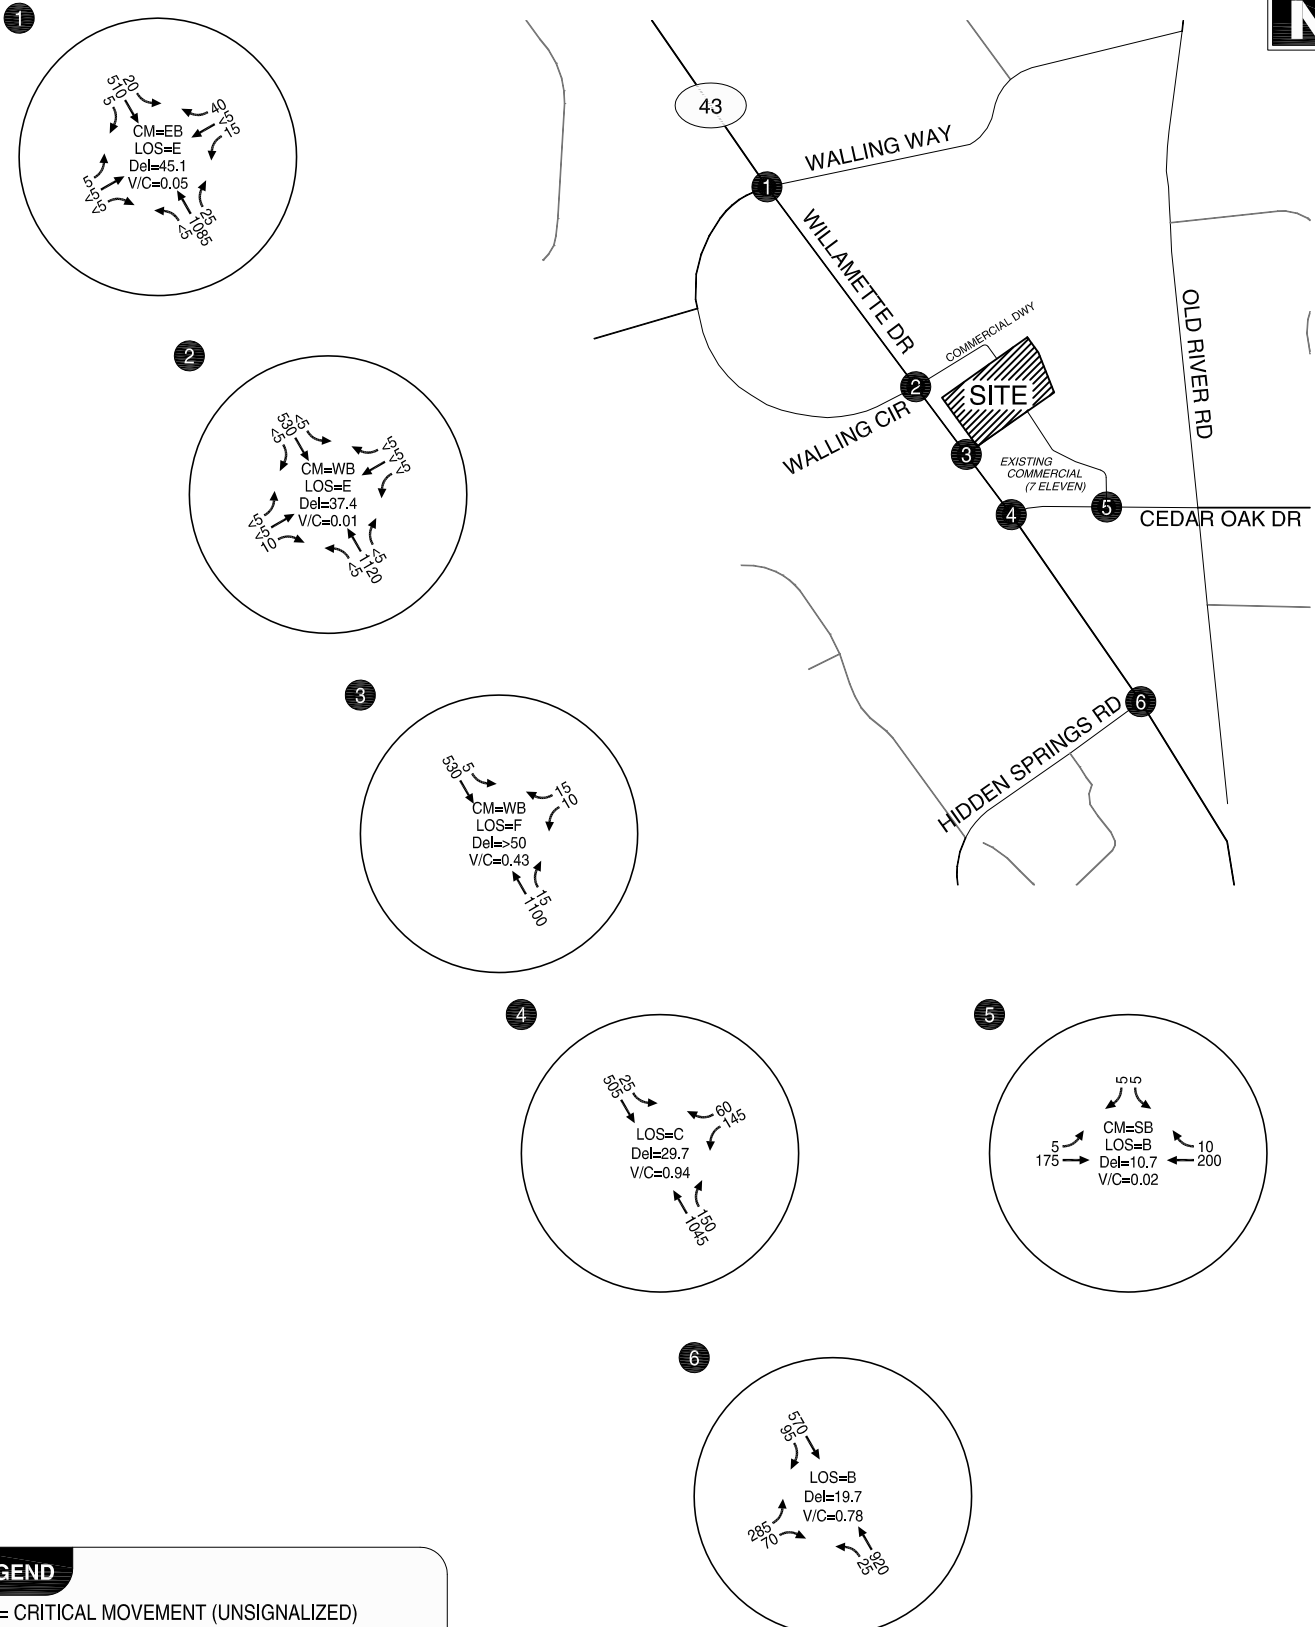 1
510
20
5
40
<5
15
CM=EB
LOS=E
Del=45.1
V/C=0.05
5
<5
<5
25
1085
<5
N
43
WALLING WAY
1
WILLAMETTE DR
COMMERCIAL DWY
OLD RIVER RD
2
SITE
WALLING CIR
3
EXISTING
COMMERCIAL
(7 ELEVEN)
4
5
CEDAR OAK DR
6
HIDDEN SPRINGS RD
2
530
<5
<5
<5
<5
<5
CM=WB
LOS=E
Del=37.4
V/C=0.01
<5
<5
10
<5
1120
<5
3
530
5
15
10
CM=WB
LOS=F
Del=>50
V/C=0.43
15
1100
4
505
25
60
145
LOS=C
Del=29.7
V/C=0.94
150
1045
5
5 5
CM=SB
LOS=B
Del=10.7
V/C=0.02
5
175
10
200
6
570
95
LOS=B
Del=19.7
V/C=0.78
285
70
920
25
GEND
= CRITICAL MOVEMENT (UNSIGNALIZED)